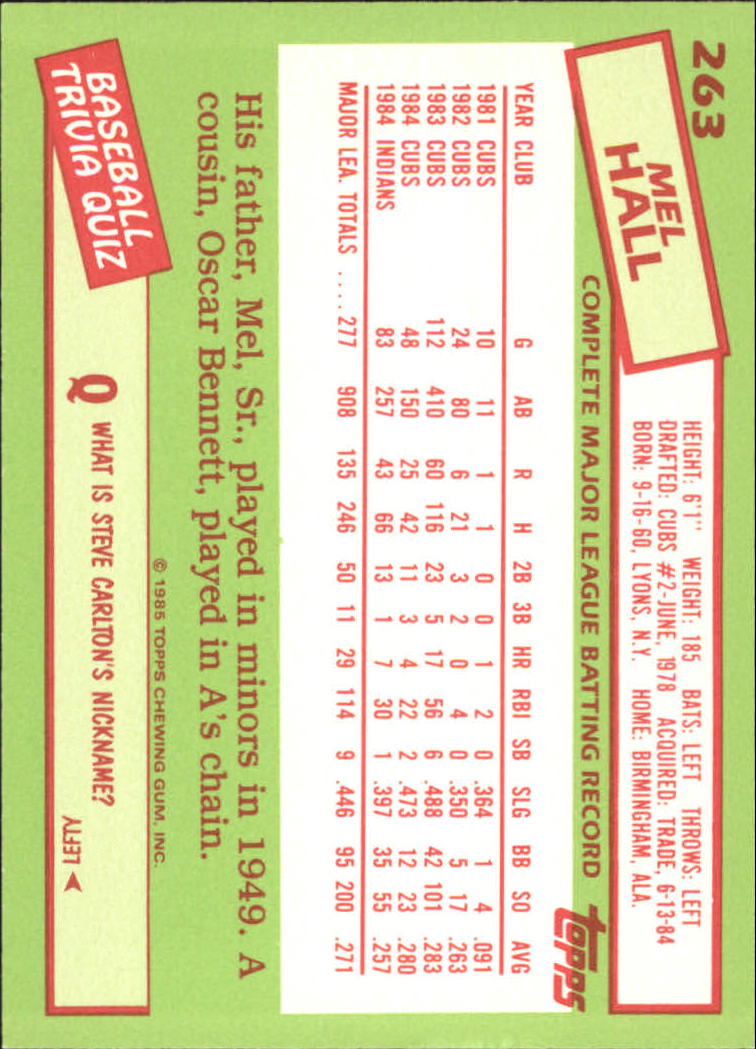 263
MEL
HALL
HEIGHT: 6'1" WEIGHT: 185 BATS: LEFT THROWS: LEFT
DRAFTED: CUBS #2-JUNE, 1978 ACQUIRED: TRADE, 6-13-84
BORN: 9-16-60, LYONS, N.Y. HOME: BIRMINGHAM, ALA.
COMPLETE MAJOR LEAGUE BATTING RECORD
TOPPS
YEAR CLUB G AB R H 2B 3B HR RBI SB SLG BB SO AVG
1981 CUBS 10 11 1 1 0 0 1 2 0 .364 1 4 .091
1982 CUBS 24 80 6 21 3 2 0 4 0 .350 5 17 .263
1983 CUBS 112 410 60 116 23 5 17 56 6 .488 42 101 .283
1984 CUBS 48 150 25 42 11 3 4 22 2 .473 12 23 .280
1984 INDIANS 83 257 43 66 13 1 7 30 1 .397 35 55 .257
MAJOR LEA. TOTALS .... 277 908 135 246 50 11 29 114 9 .446 95 200 .271
His father, Mel, Sr., played in minors in 1949. A
cousin, Oscar Bennett, played in A's chain.
© 1985 TOPPS CHEWING GUM, INC.
BASEBALL
TRIVIA QUIZ
Q WHAT IS STEVE CARLTON'S NICKNAME?
LEFTY